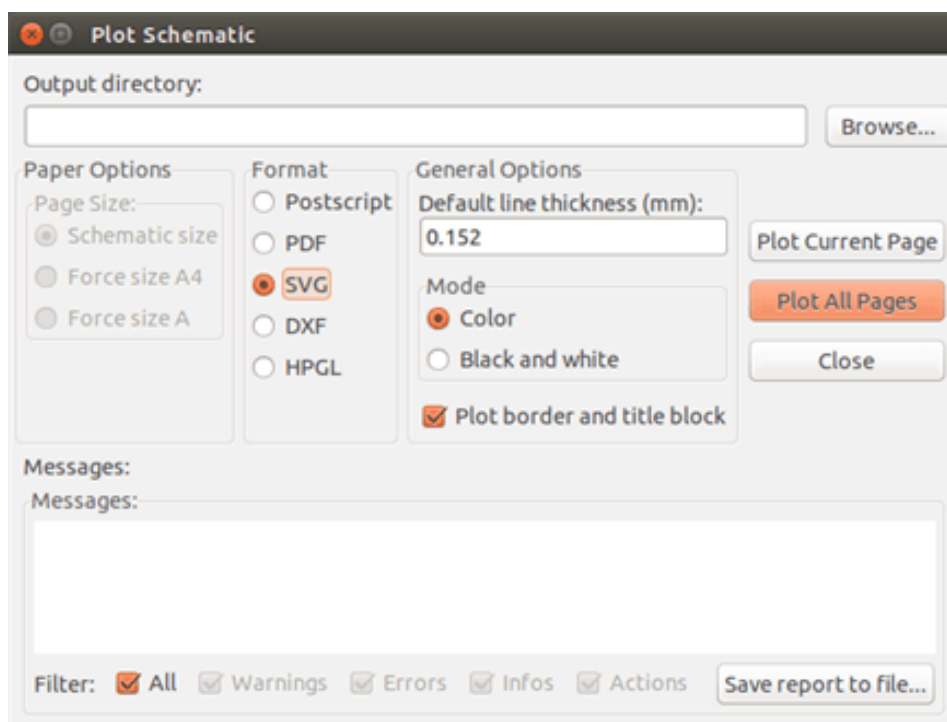 Plot Schematic
Output directory:
Browse...
Paper Options
Page Size:
Schematic size
Force size A4
Force size A
Format
Postscript
PDF
SVG
DXF
HPGL
General Options
Default line thickness (mm):
0.152
Mode
Color
Black and white
Plot border and title block
Plot Current Page
Plot All Pages
Close
Messages:
Messages:
Filter: All Warnings Errors Infos Actions Save report to file...